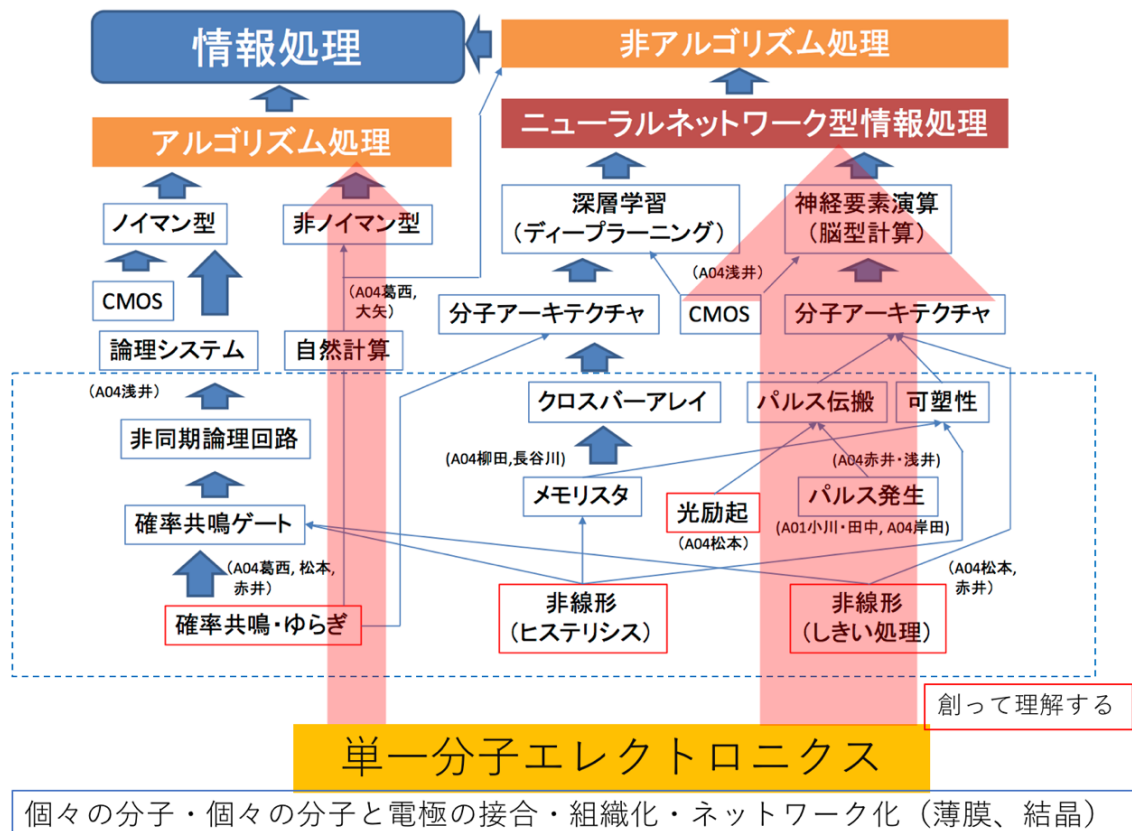 情報処理
非アルゴリズム処理
ニューラルネットワーク型情報処理
アルゴリズム処理
ノイマン型
非ノイマン型
深層学習
（ディープラーニング）
神経要素演算
（脳型計算）
CMOS
(A04葛西,
大矢)
(A04浅井)
分子アーキテクチャ
CMOS
分子アーキテクチャ
論理システム
自然計算
(A04浅井)
クロスバーアレイ
パルス伝搬
可塑性
非同期論理回路
(A04柳田,長谷川)
(A04赤井・浅井)
メモリスタ
光励起
パルス発生
確率共鳴ゲート
(A04松本)
(A01小川・田中, A04岸田)
(A04葛西, 松本,
赤井)
(A04松本,
赤井)
確率共鳴・ゆらぎ
非線形
（ヒステリシス）
非線形
（しきい処理）
創って理解する
単一分子エレクトロニクス
個々の分子・個々の分子と電極の接合・組織化・ネットワーク化（薄膜、結晶）